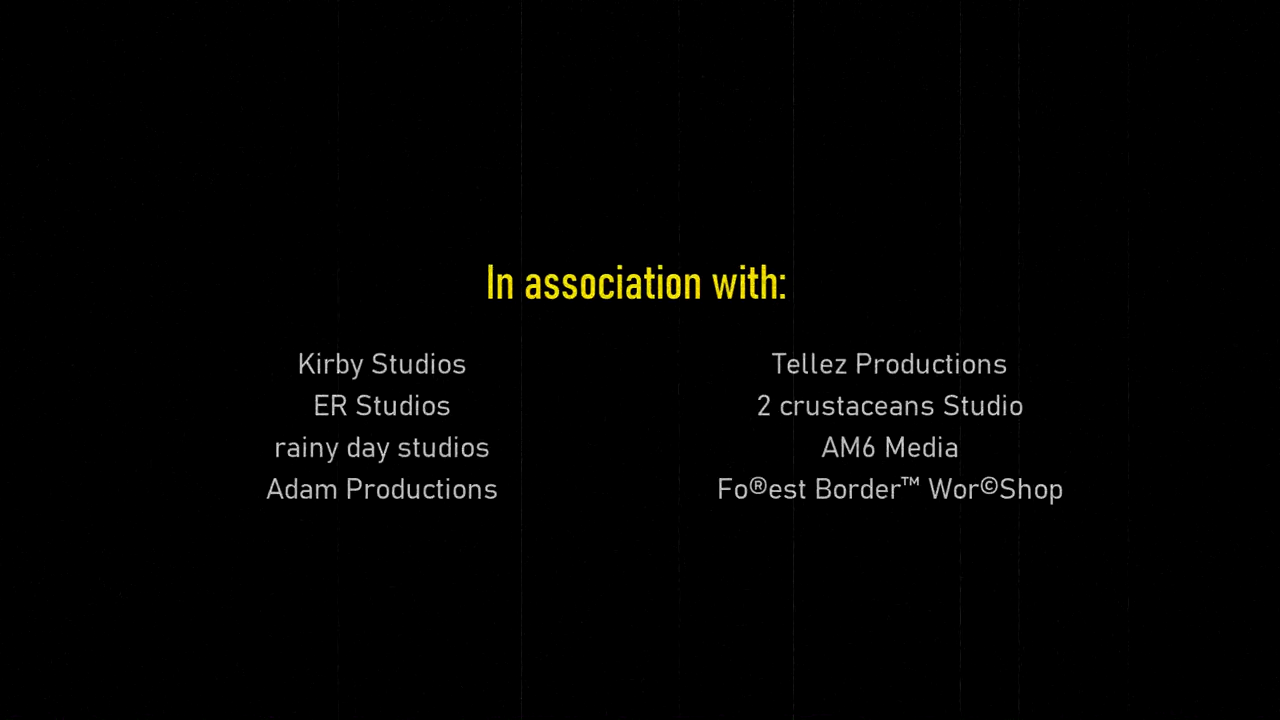 In association with:
Kirby Studios
ER Studios
rainy day studios
Adam Productions
Tellez Productions
2 crustaceans Studio
AM6 Media
Fo®est Border™ Wor©Shop